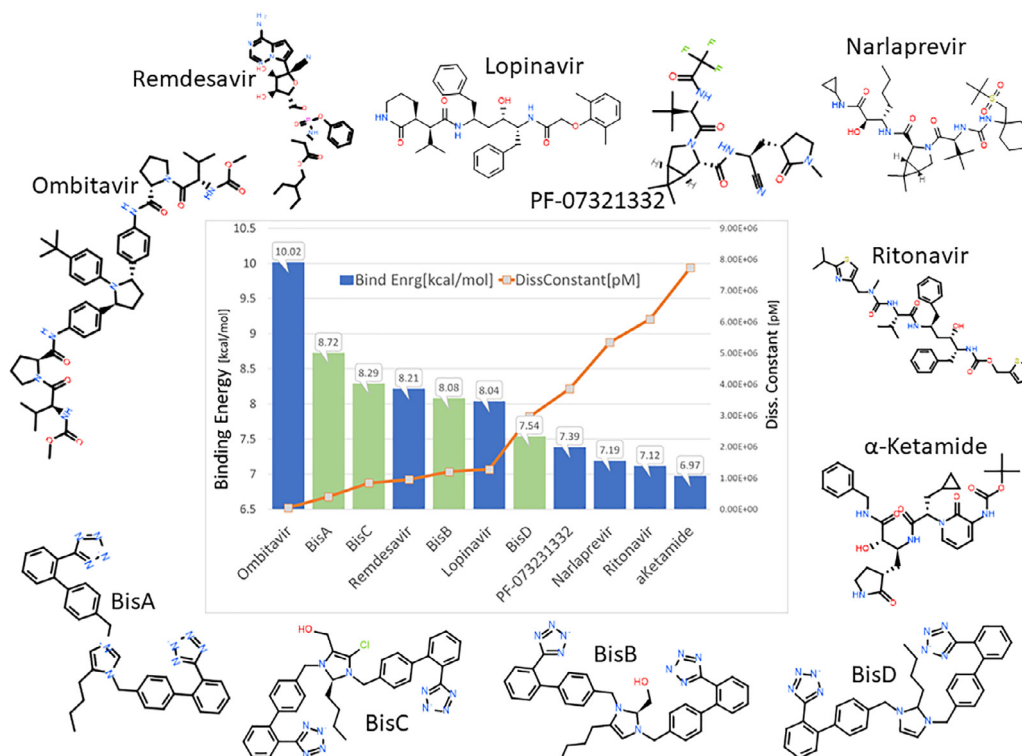 Remdesavir
Lopinavir
Narlaprevir
Ombitavir
PF-07321332
Ritonavir
α-Ketamide
BisA
BisC
BisB
BisD
Bind Enrg[kcal/mol]
DissConstant[pM]
Binding Energy [kcal/mol]
10.5
10
9.5
9
8.5
8
7.5
7
6.5
Diss. Constant [pM]
9.00E+06
8.00E+06
7.00E+06
6.00E+06
5.00E+06
4.00E+06
3.00E+06
2.00E+06
1.00E+06
0.00E+00
10.02
8.72
8.29
8.21
8.08
8.04
7.54
7.39
7.19
7.12
6.97
Ombitavir
BisA
BisC
Remdesavir
BisB
Lopinavir
BisD
PF-073231332
Narlaprevir
Ritonavir
aKetamide